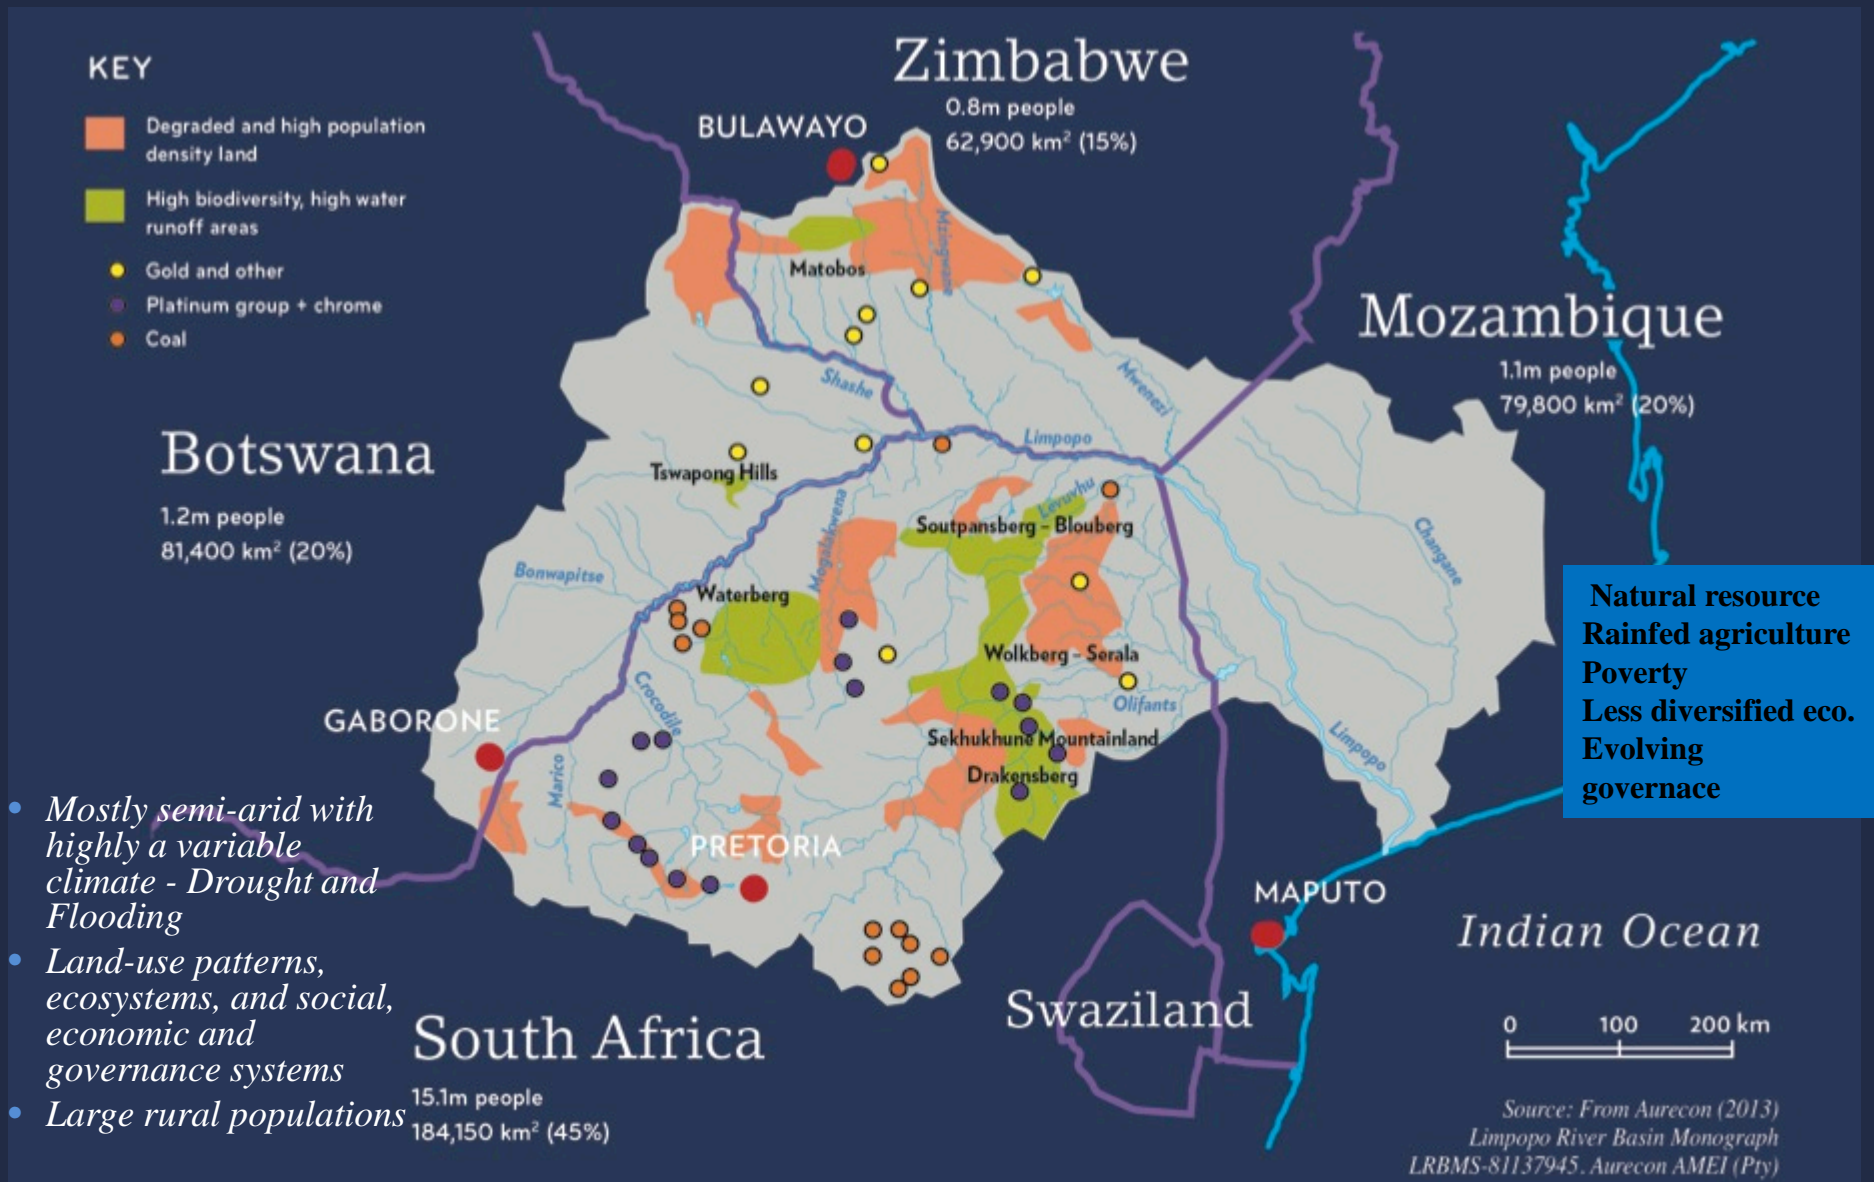 KEY
Degraded and high population
density land
High biodiversity, high water
runoff areas
Gold and other
Platinum group + chrome
Coal
Zimbabwe
0.8m people
62,900 km² (15%)
BULAWAYO
Mzingwane
Matobos
Mozambique
1.1m people
79,800 km² (20%)
Shashe
Mwenezi
Botswana
1.2m people
81,400 km² (20%)
Limpopo
Tswapong Hills
Mogalakwena
Levuvhu
Soutpansberg – Blouberg
Changane
Bonwapitse
Waterberg
Wolkberg – Serala
Crocodile
Olifants
GABORONE
Sekhukhune Mountainland
Limpopo
Marico
Drakensberg
PRETORIA
MAPUTO
Indian Ocean
Swaziland
South Africa
15.1m people
184,150 km² (45%)
0 100 200 km
Source: From Aurecon (2013)
Limpopo River Basin Monograph
LRBMS-81137945. Aurecon AMEI (Pty)
Natural resource
Rainfed agriculture
Poverty
Less diversified eco.
Evolving
governace
• Mostly semi-arid with
highly a variable
climate - Drought and
Flooding
• Land-use patterns,
ecosystems, and social,
economic and
governance systems
• Large rural populations